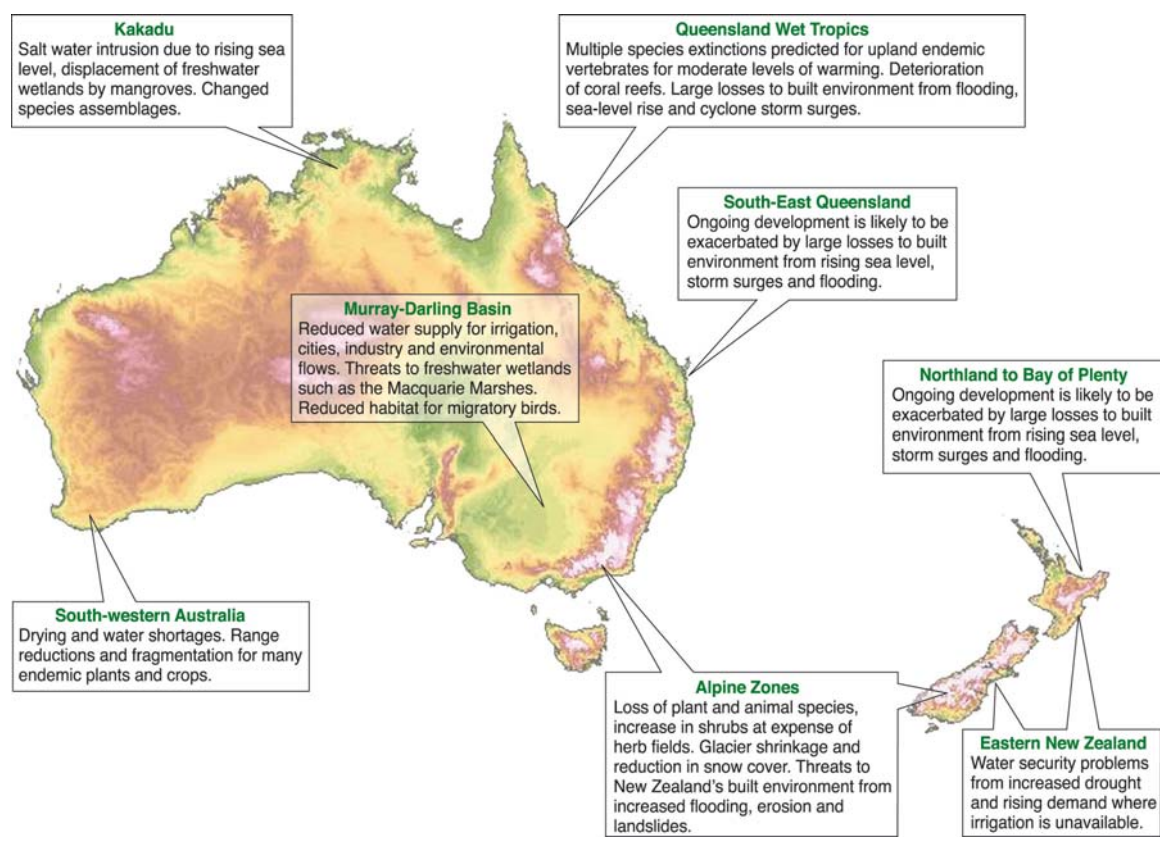 Kakadu
Salt water intrusion due to rising sea
level, displacement of freshwater
wetlands by mangroves. Changed
species assemblages.
Queensland Wet Tropics
Multiple species extinctions predicted for upland endemic
vertebrates for moderate levels of warming. Deterioration
of coral reefs. Large losses to built environment from flooding,
sea-level rise and cyclone storm surges.
South-East Queensland
Ongoing development is likely to be
exacerbated by large losses to built
environment from rising sea level,
storm surges and flooding.
Murray-Darling Basin
Reduced water supply for irrigation,
cities, industry and environmental
flows. Threats to freshwater wetlands
such as the Macquarie Marshes.
Reduced habitat for migratory birds.
Northland to Bay of Plenty
Ongoing development is likely to be
exacerbated by large losses to built
environment from rising sea level,
storm surges and flooding.
South-western Australia
Drying and water shortages. Range
reductions and fragmentation for many
endemic plants and crops.
Alpine Zones
Loss of plant and animal species,
increase in shrubs at expense of
herb fields. Glacier shrinkage and
reduction in snow cover. Threats to
New Zealand's built environment from
increased flooding, erosion and
landslides.
Eastern New Zealand
Water security problems
from increased drought
and rising demand where
irrigation is unavailable.